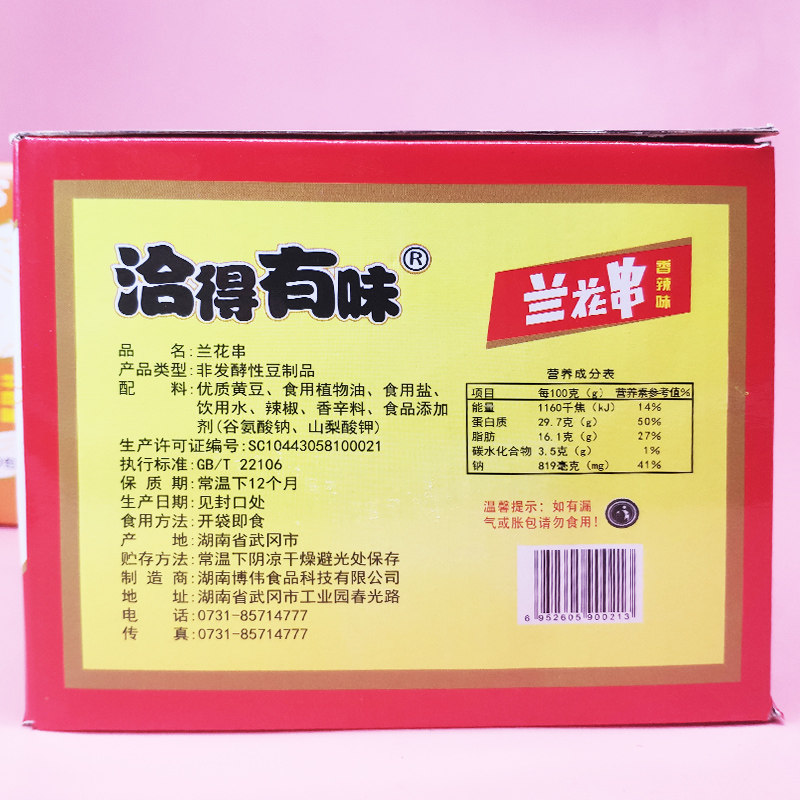 洽得有味®
兰花串
香辣味
品 名:兰花串
产品类型:非发酵性豆制品
配 料:优质黄豆、食用植物油、食用盐、
饮用水、辣椒、香辛料、食品添加
剂(谷氨酸钠、山梨酸钾)
生产许可证编号:SC10443058100021
执行标准:GB/T 22106
保 质 期:常温下12个月
生产日期:见封口处
食用方法:开袋即食
产 地:湖南省武冈市
贮存方法:常温下阴凉干燥避光处保存
制 造 商:湖南博伟食品科技有限公司
地 址:湖南省武冈市工业园春光路
电 话:0731-85714777
传 真:0731-85714777
营养成分表
项目 每100克(g) 营养素参考值%
能量 1160千焦(kJ) 14%
蛋白质 29.7克(g) 50%
脂肪 16.1克(g) 27%
碳水化合物 3.5克(g) 1%
钠 819毫克(mg) 41%
温馨提示:如有漏
气或胀包请勿食用!
6 952605 900213